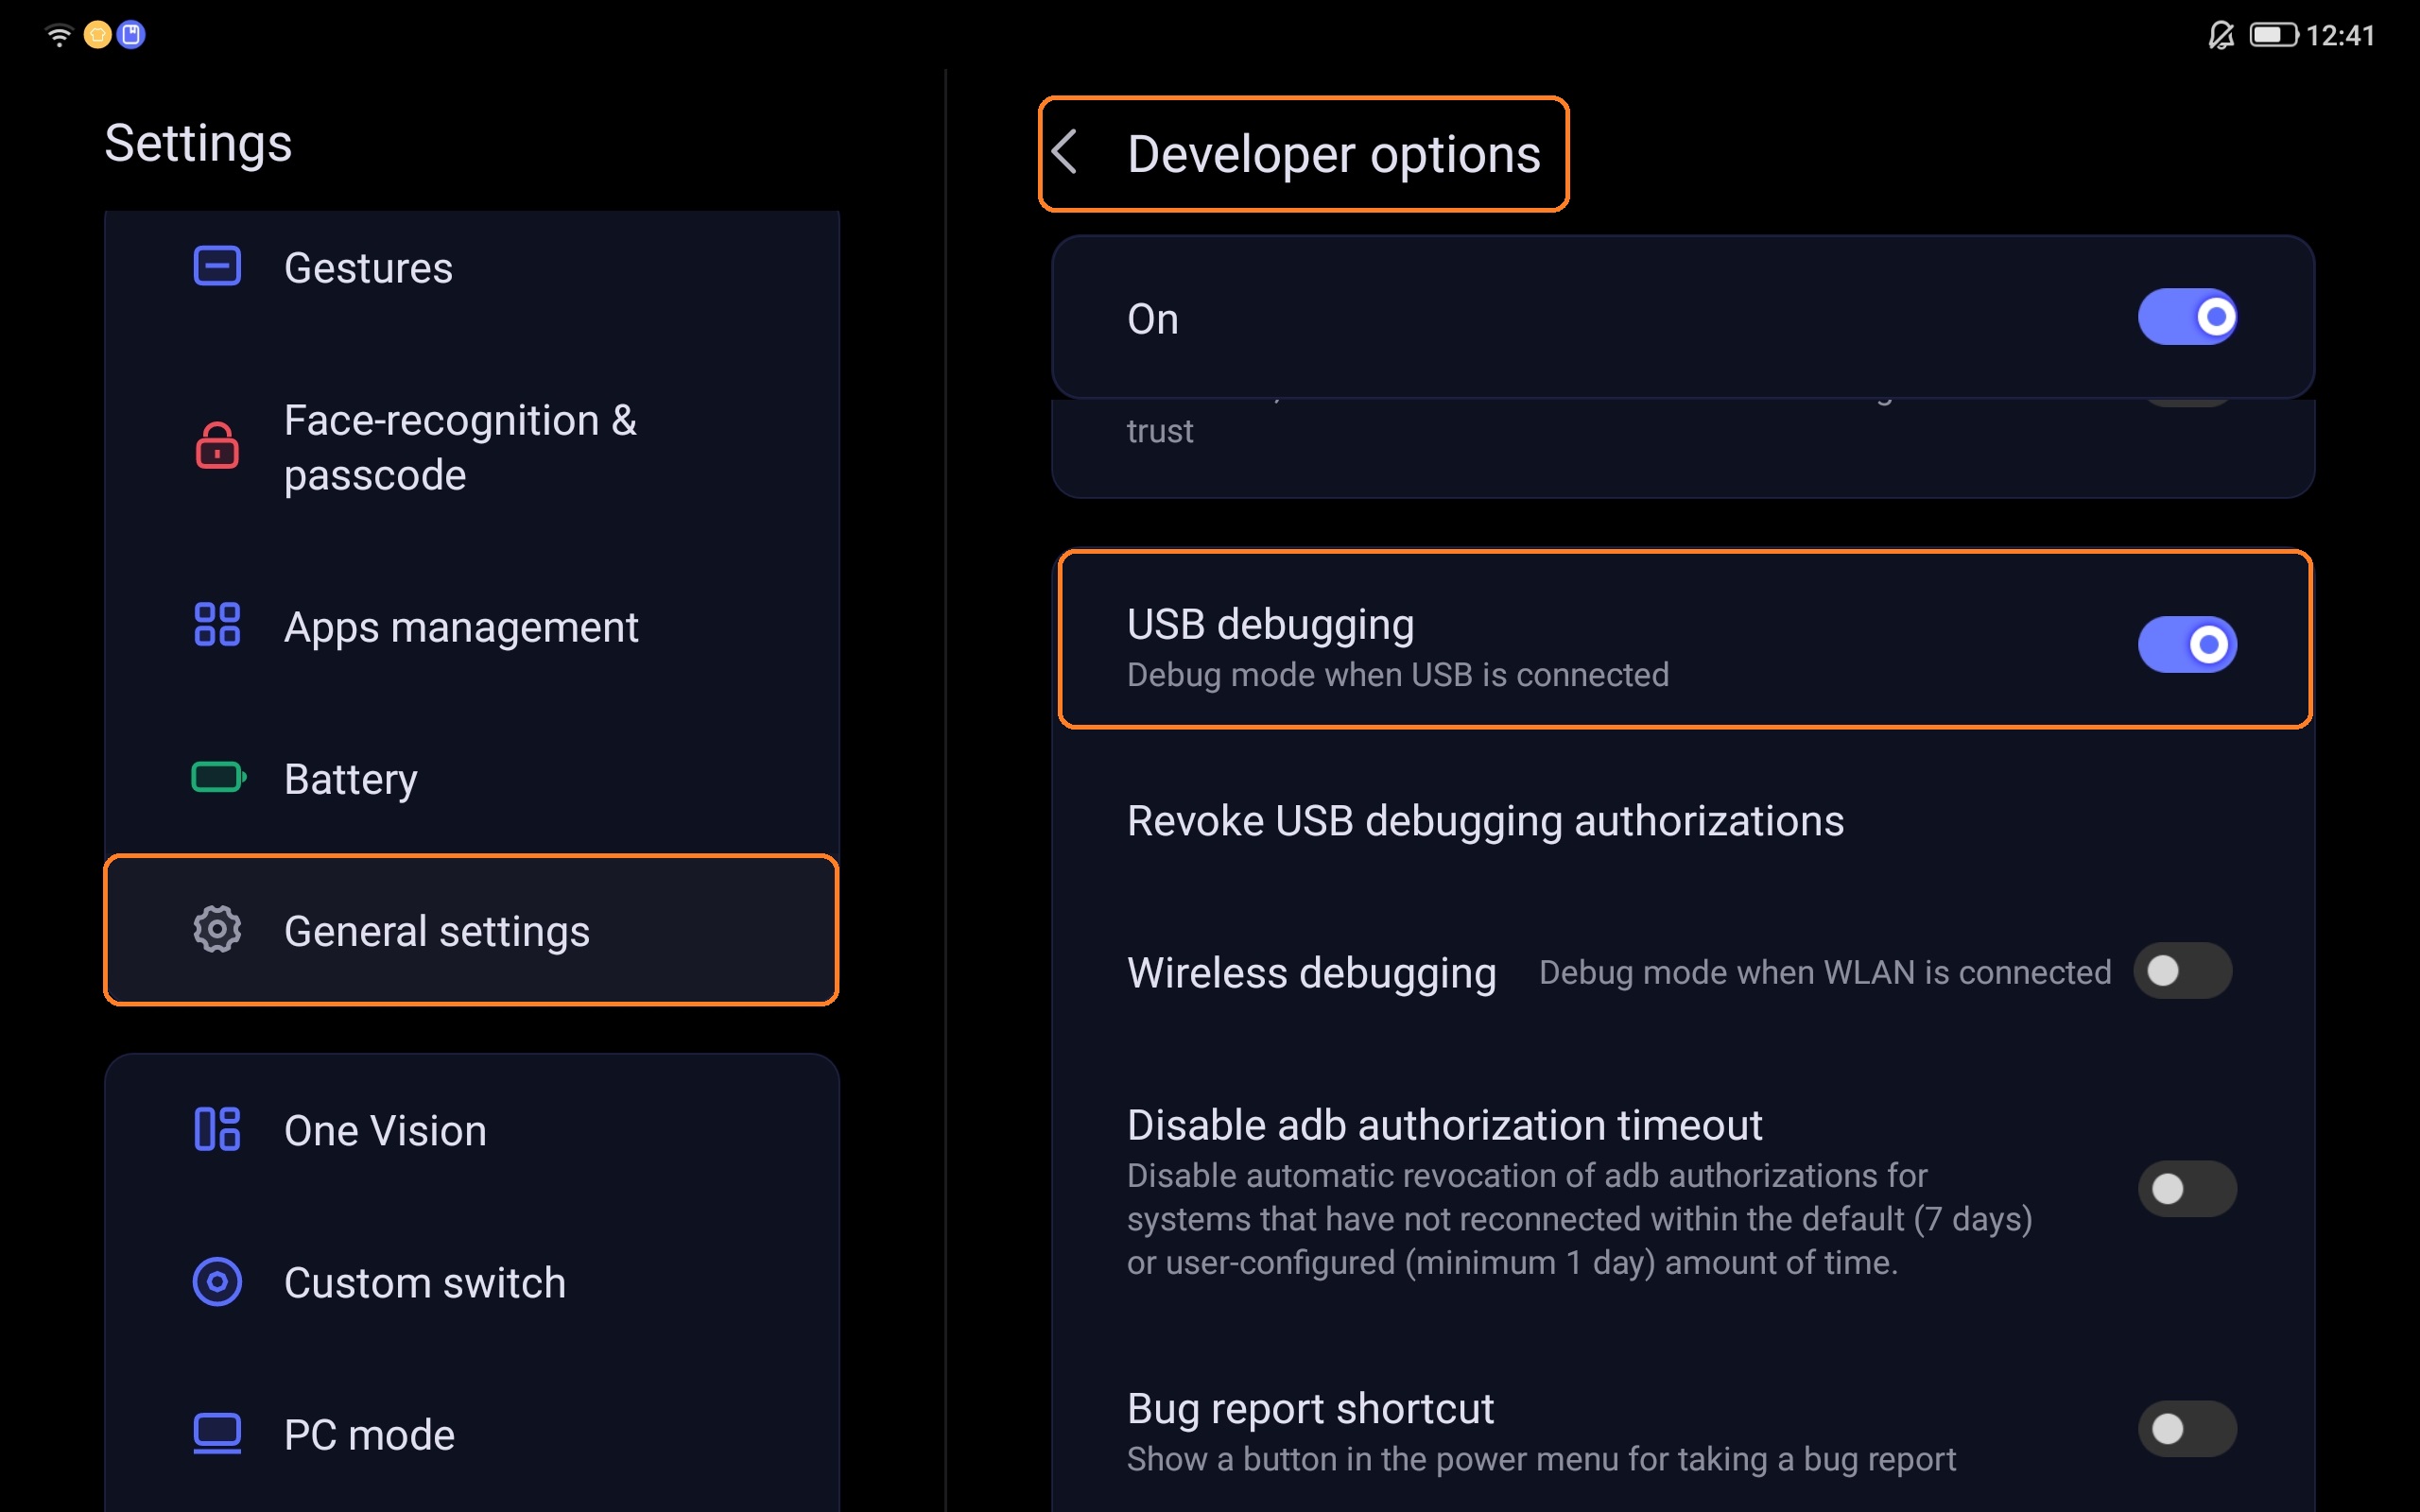 12:41
Settings
Gestures
Face-recognition &
passcode
Apps management
Battery
General settings
One Vision
Custom switch
PC mode
Developer options
On
trust
USB debugging
Debug mode when USB is connected
Revoke USB debugging authorizations
Wireless debugging Debug mode when WLAN is connected
Disable adb authorization timeout
Disable automatic revocation of adb authorizations for
systems that have not reconnected within the default (7 days)
or user-configured (minimum 1 day) amount of time.
Bug report shortcut
Show a button in the power menu for taking a bug report